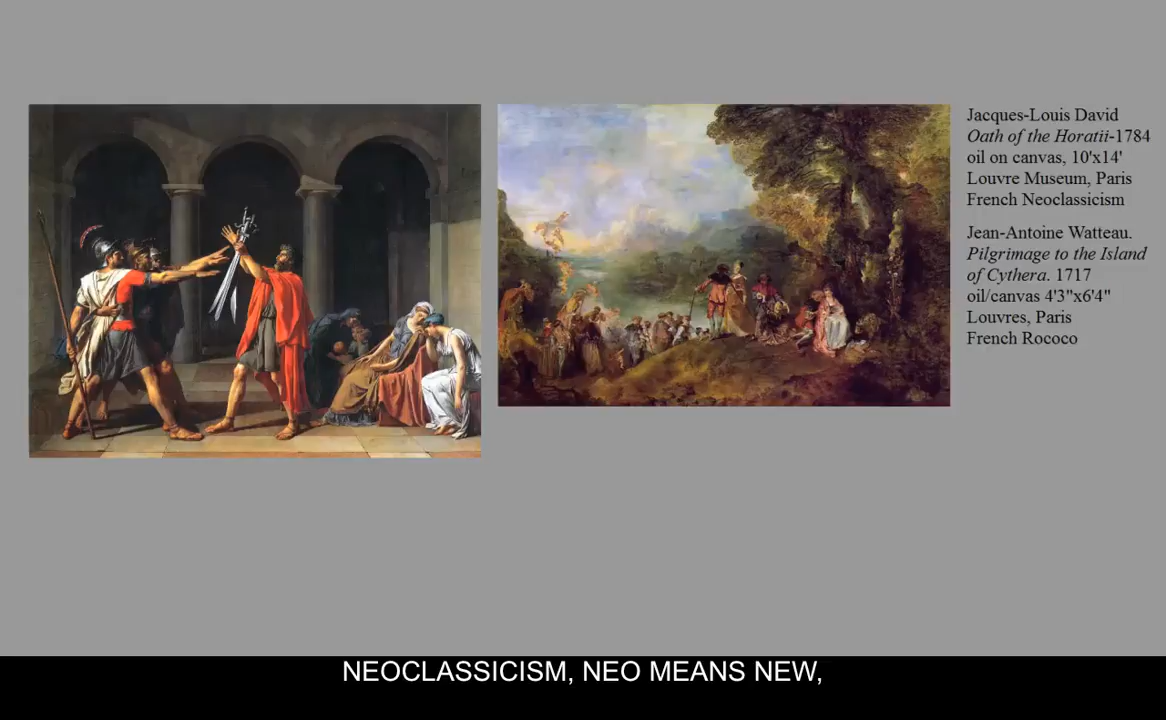 Jacques-Louis David
Oath of the Horatii-1784
oil on canvas, 10'x14'
Louvre Museum, Paris
French Neoclassicism
Jean-Antoine Watteau.
Pilgrimage to the Island
of Cythera. 1717
oil/canvas 4'3"x6'4"
Louvres, Paris
French Rococo
NEOCLASSICISM, NEO MEANS NEW,